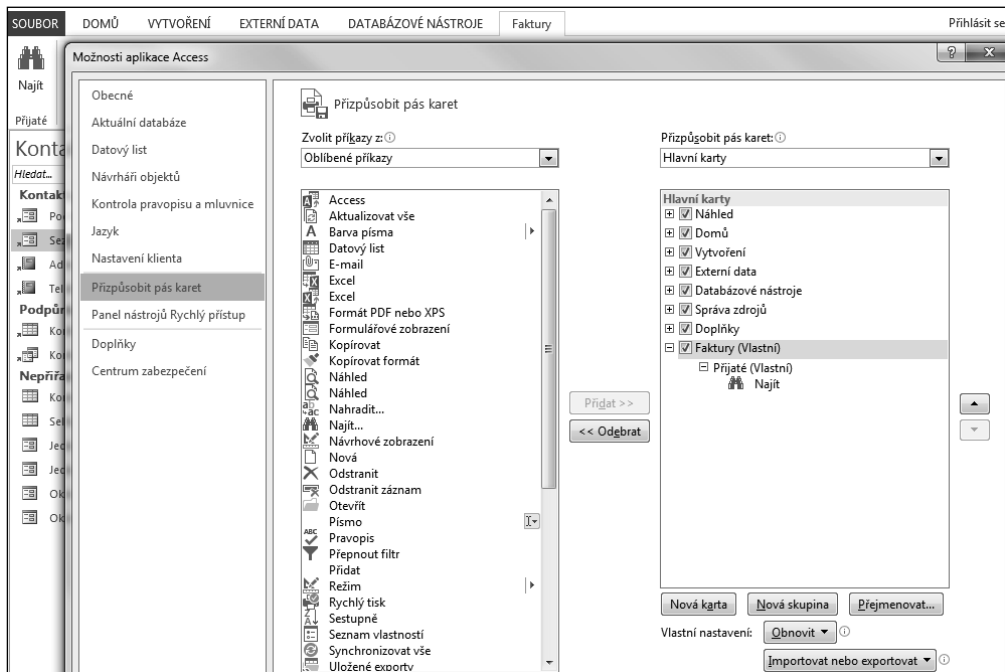 SOUBOR DOMŮ VYTVOŘENÍ EXTERNÍ DATA DATABÁZOVÉ NÁSTROJE Faktury Přihlásit se
Možnosti aplikace Access
Najít
Přijaté
Hledat...
Obecné
Aktuální databáze
Datový list
Návrháři objektů
Kontrola pravopisu a mluvnice
Jazyk
Nastavení klienta
Přizpůsobit pás karet
Panel nástrojů Rychlý přístup
Doplňky
Centrum zabezpečení
Přizpůsobit pás karet
Zvolit příkazy z:
Oblíbené příkazy
Access
Aktualizovat vše
Barva písma
Datový list
E-mail
Excel
Excel
Formát PDF nebo XPS
Formulářové zobrazení
Kopírovat
Kopírovat formát
Náhled
Náhled
Nahradit...
Najít...
Návrhové zobrazení
Nová
Odstranit
Odstranit záznam
Otevřít
Písmo
Pravopis
Přepnout filtr
Přidat
Režim
Rychlý tisk
Sestupně
Seznam vlastností
Synchronizovat vše
Uložené exporty
Přidat >>
<< Odebrat
Přizpůsobit pás karet:
Hlavní karty
Hlavní karty
Náhled
Domů
Vytvoření
Externí data
Databázové nástroje
Správa zdrojů
Doplňky
Faktury (Vlastní)
Přijaté (Vlastní)
Najít
Nová karta Nová skupina Přejmenovat...
Vlastní nastavení: Obnovit
Importovat nebo exportovat